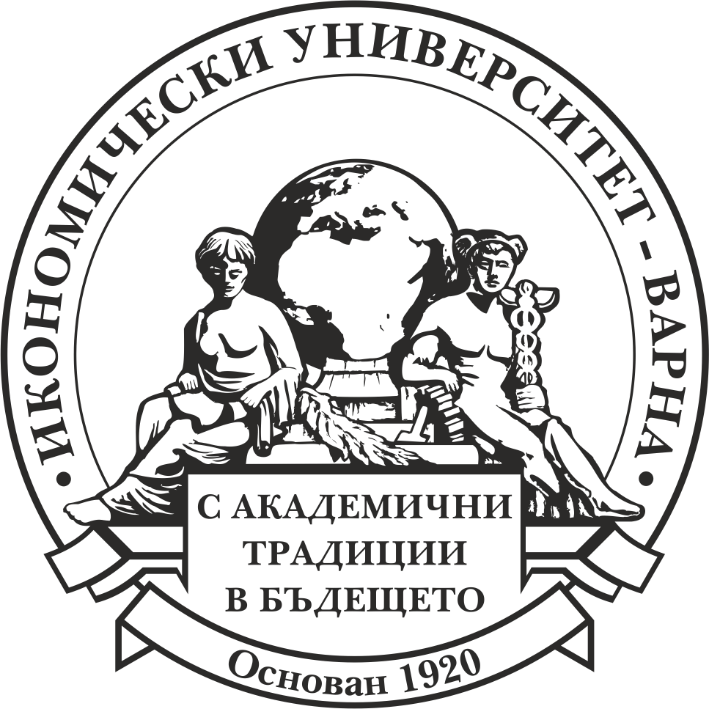 • ИКОНОМИЧЕСКИ УНИВЕРСИТЕТ - ВАРНА •
С АКАДЕМИЧНИ
ТРАДИЦИИ
В БЪДЕЩЕТО
Основан 1920